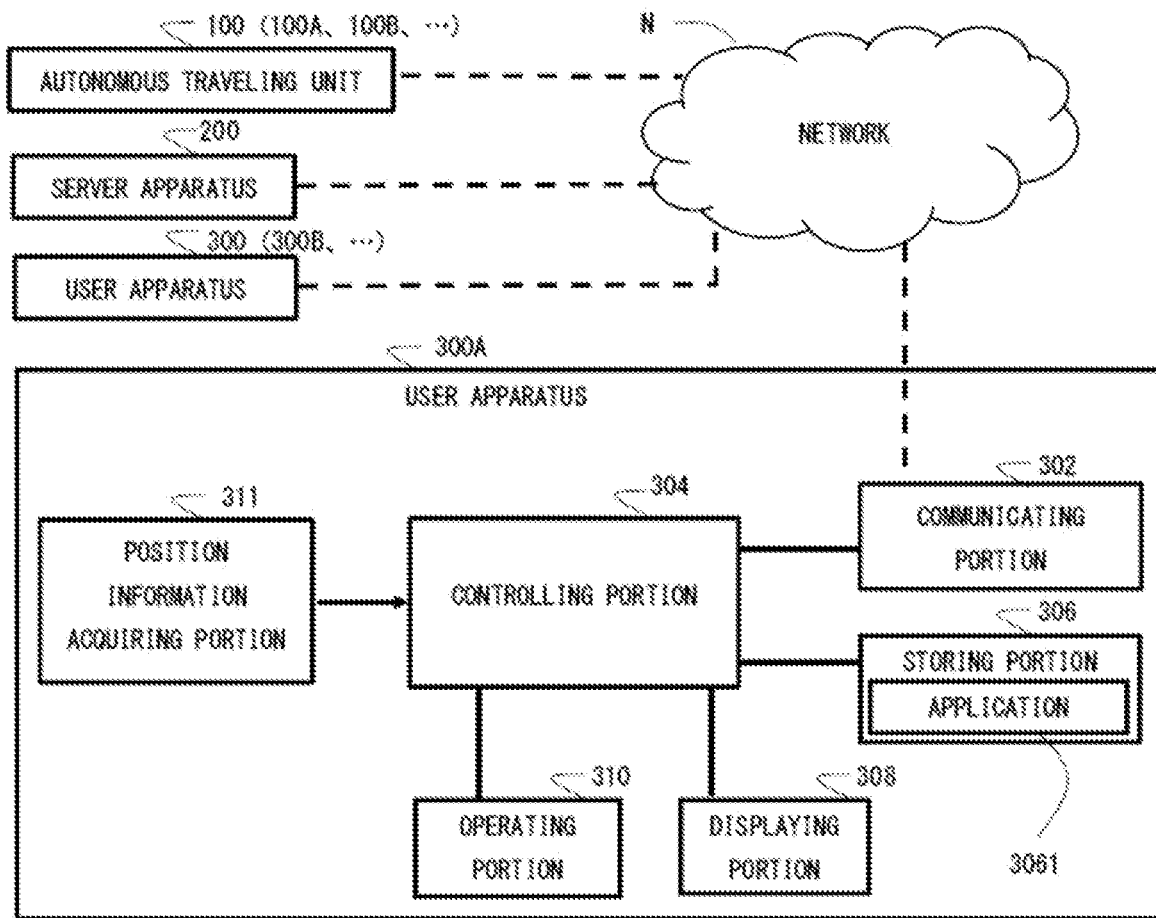 100 (100A、100B、…)
N
AUTONOMOUS TRAVELING UNIT
NETWORK
200
SERVER APPARATUS
300 (300B、…)
USER APPARATUS
300A
USER APPARATUS
311
304
302
POSITION
INFORMATION
ACQUIRING PORTION
CONTROLLING PORTION
COMMUNICATING
PORTION
306
STORING PORTION
APPLICATION
310
308
OPERATING
PORTION
DISPLAYING
PORTION
3061